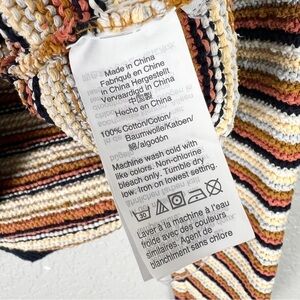 Made in China
Fabriqué en Chine
in China Hergestellt
Vervaardigd in China
中国製
Hecho en China
100% Cotton/Coton/
Baumwolle/Katoen/
綿/algodón
Machine wash cold with
like colors. Non-chlorine
bleach only. Tumble dry
low. Iron on lowest setting.
30
Laver à la machine à l'eau
froide avec des couleurs
similaires. Agent de
blanchiment sans chlore